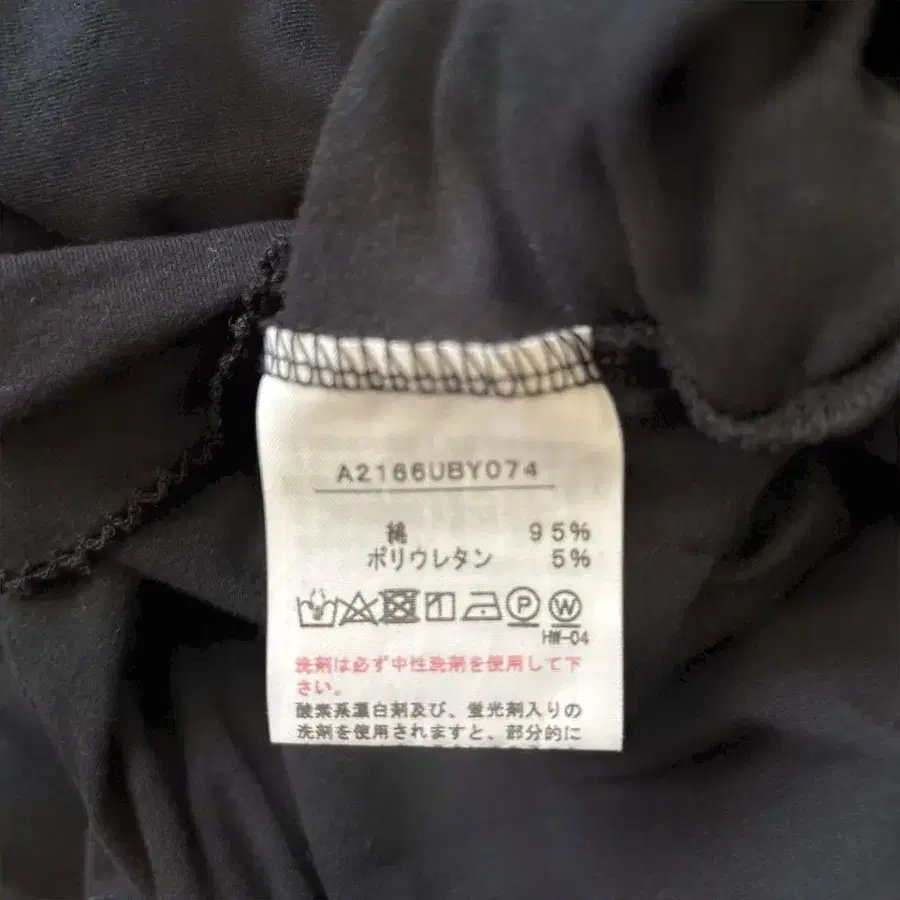 A2166UBY074
綿 95%
ポリウレタン 5%
P W
HW-04
洗剤は必ず中性洗剤を使用して下
さい。
酸素系漂白剤及び、蛍光剤入りの
洗剤を使用されますと、部分的に